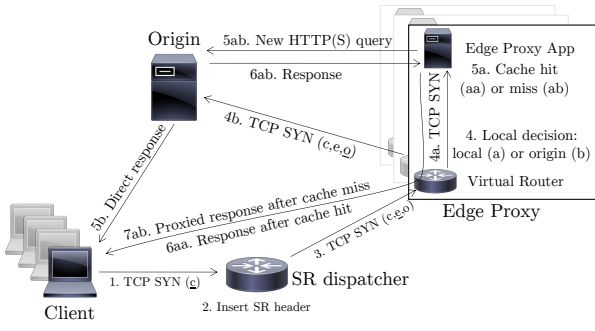 Origin
5ab. New HTTP(S) query
6ab. Response
Edge Proxy App
5a. Cache hit
(aa) or miss (ab)
4a. TCP SYN
4b. TCP SYN (c,e,o)
4. Local decision:
local (a) or origin (b)
Virtual Router
Edge Proxy
5b. Direct response
7ab. Proxied response after cache miss
6aa. Response after cache hit
3. TCP SYN (c,e,o)
1. TCP SYN (c)
SR dispatcher
2. Insert SR header
Client